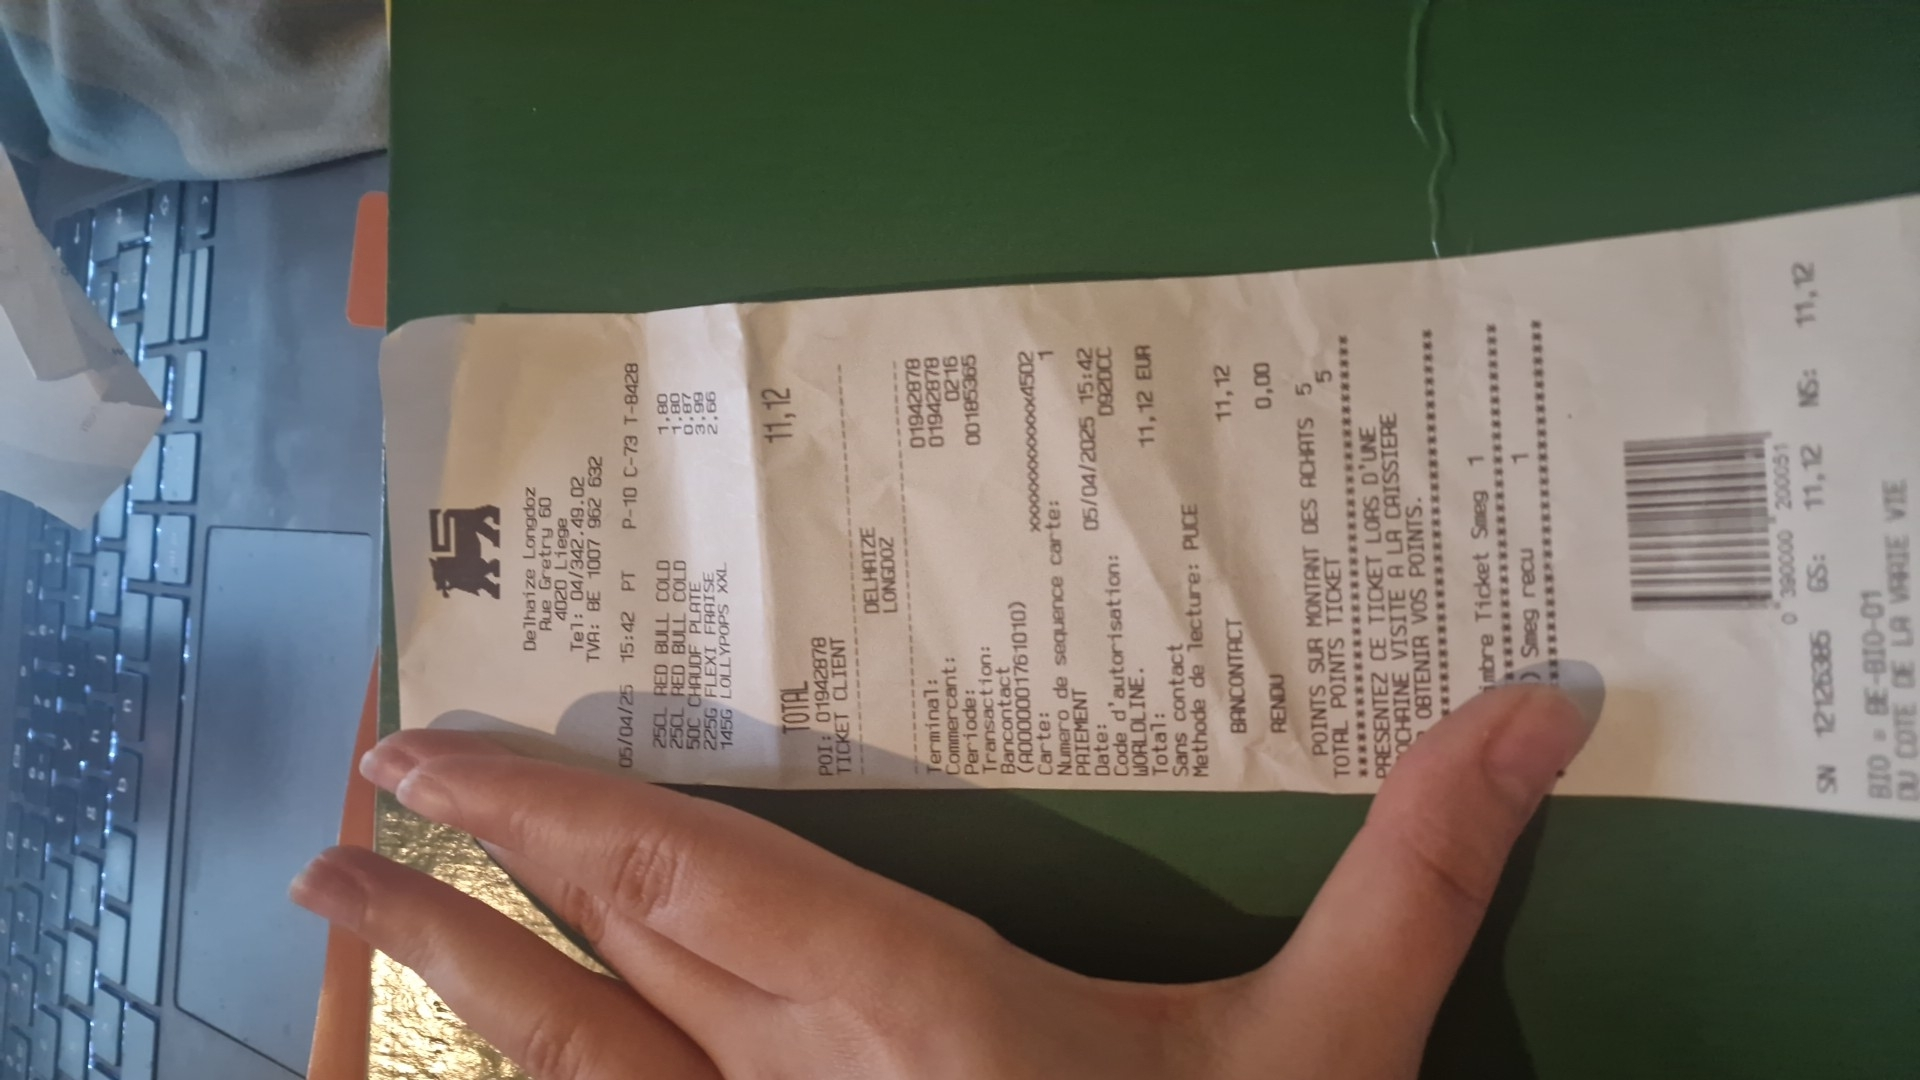 Delhaize Longdoz
Rue Gretry 60
4020 Liege
Tel: 04/342.49.02
TVA: BE 1007 962 632
05/04/25 15:42 PT P-10 C-73 T-8428
25CL RED BULL COLD 1,80
25CL RED BULL COLD 1,80
50C CHAUDF PLATE 0,87
225G FLEXI FRAISE 3,99
145G LOLLYPOPS XXL 2,66
TOTAL 11,12
POI: 01942878
TICKET CLIENT
DELHAIZE
LONGDOZ
Terminal: 01942878
Commercant: 01942878
Periode: 0216
Transaction: 00185365
Bancontact
(A0000001761010)
Carte: xxxxxxxxxxxxx4502
Numero de sequence carte: 1
PAIEMENT
Date: 05/04/2025 15:42
Code d'autorisation: D92DCC
WORLDLINE.
Total: 11,12 EUR
Sans contact
Methode de lecture: PUCE
BANCONTACT 11,12
RENDU 0,00
POINTS SUR MONTANT DES ACHATS 5
TOTAL POINTS TICKET 5
PRESENTEZ CE TICKET LORS D'UNE
OCHAINE VISITE A LA CAISSIERE
OBTENIR VOS POINTS.
imbre Ticket Smeg 1
) Smeg recu 1
0 390000 200051
SN 12126385 GS: 11,12 NS: 11,12
BIO = BE-BIO-01
DU COTE DE LA VRAIE VIE